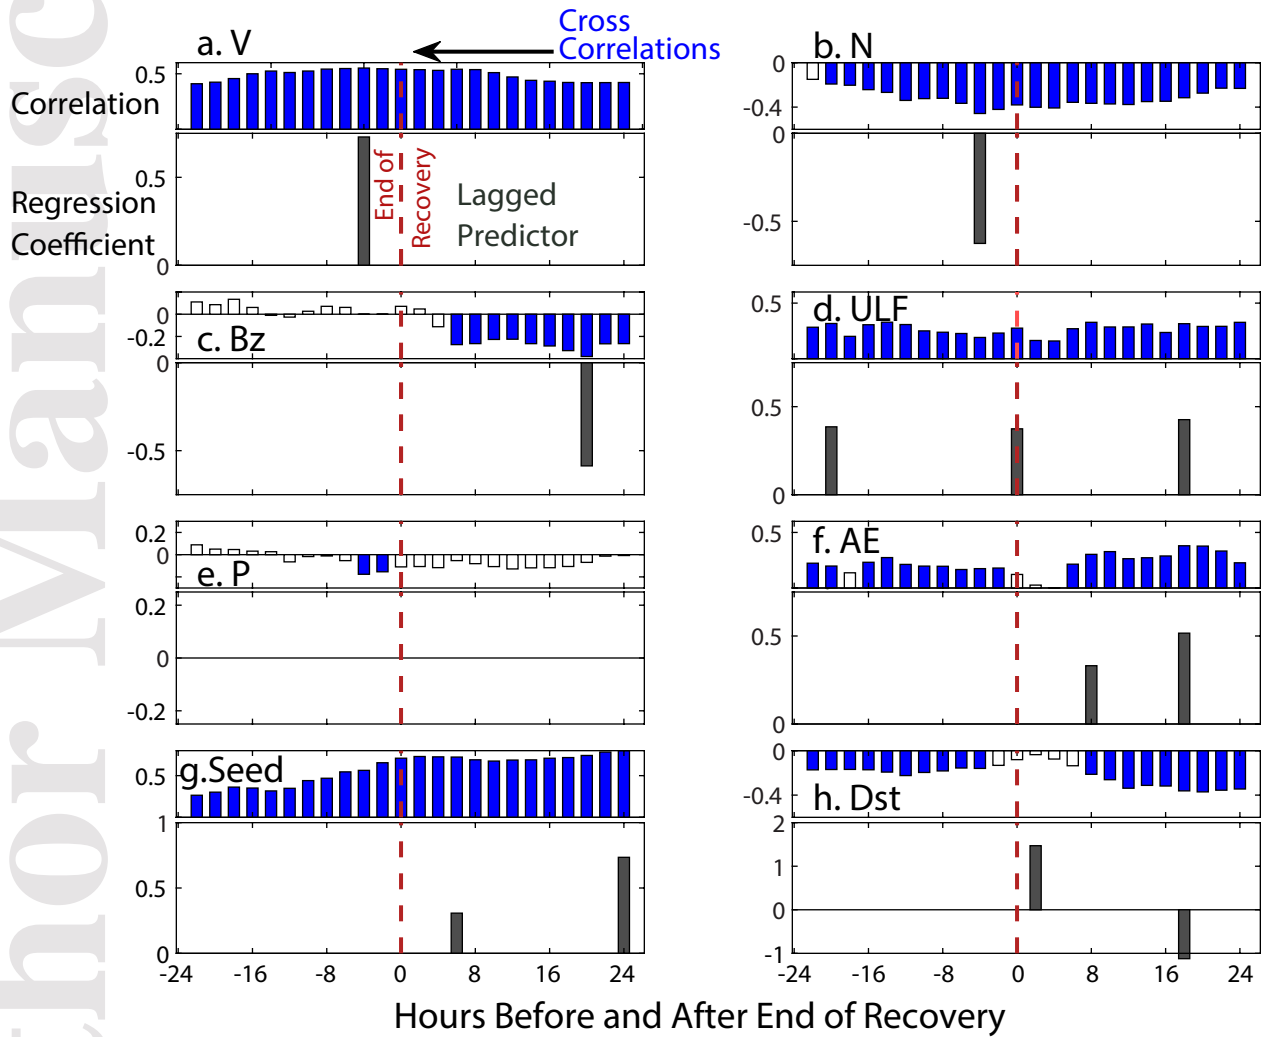 Cross
Correlations
a. V
b. N
0.5
Correlation
0
-0.4
0.5
0
Regression
Coefficient
End of
Recovery
Lagged
Predictor
0
-0.5
0
-0.2
c. Bz
0
-0.5
0.5
d. ULF
0.5
0
0.2
0
e. P
0.2
0
-0.2
0.5
f. AE
0.5
0
g.Seed
0.5
1
0.5
0
0
-0.4
h. Dst
2
1
0
-1
-24 -16 -8 0 8 16 24
-24 -16 -8 0 8 16 24
Hours Before and After End of Recovery
hor Manusc